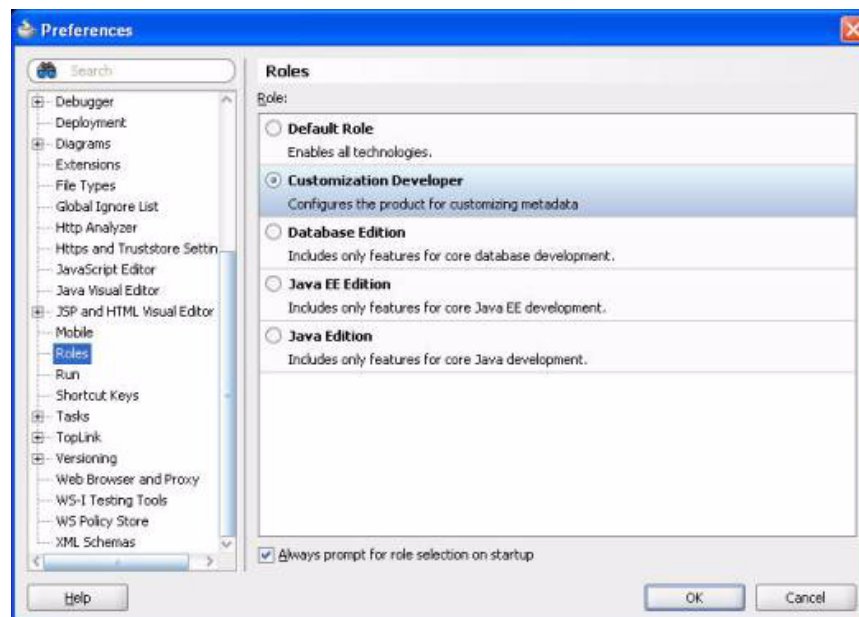 Preferences
Search
Debugger
Deployment
Diagrams
Extensions
File Types
Global Ignore List
Http Analyzer
Https and Truststore Settin
JavaScript Editor
Java Visual Editor
JSP and HTML Visual Editor
Mobile
Roles
Run
Shortcut Keys
Tasks
TopLink
Versioning
Web Browser and Proxy
WS-I Testing Tools
WS Policy Store
XML Schemas
Roles
Role:
Default Role
Enables all technologies.
Customization Developer
Configures the product for customizing metadata
Database Edition
Includes only features for core database development.
Java EE Edition
Includes only features for core Java EE development.
Java Edition
Includes only features for core Java development.
Always prompt for role selection on startup
Help
OK
Cancel